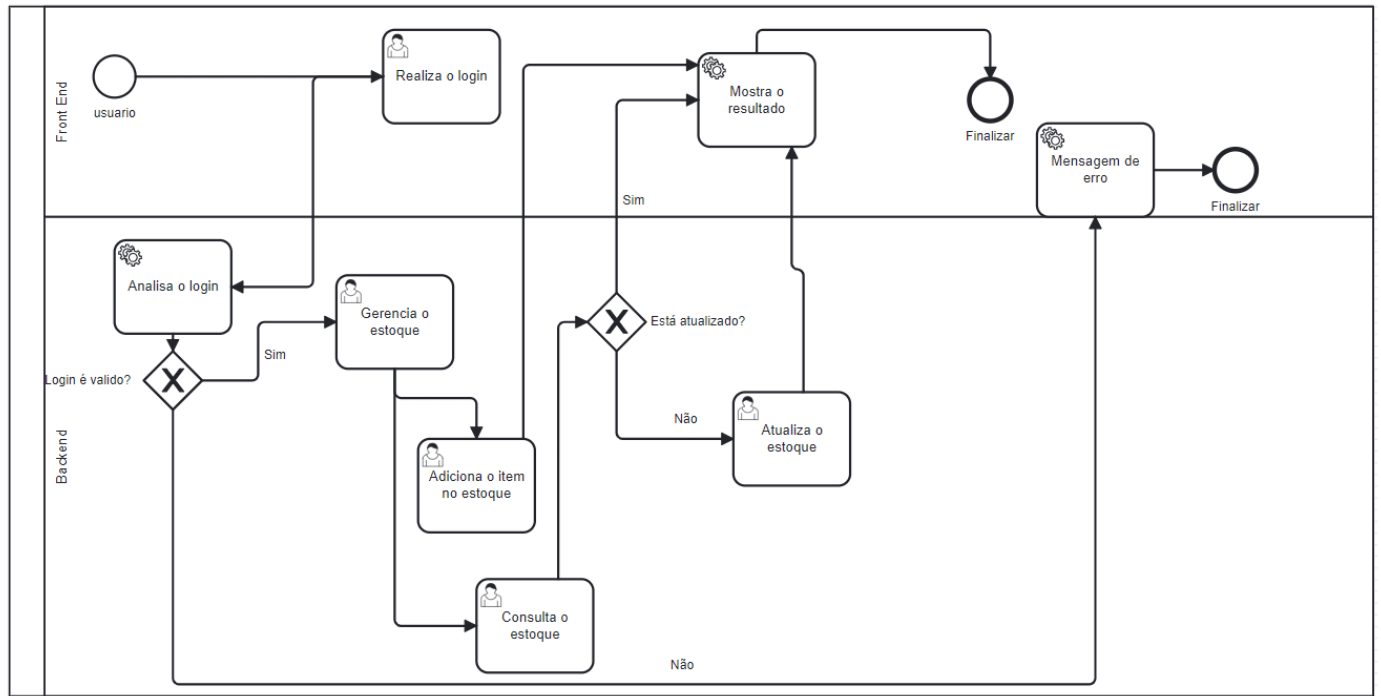 Front End
usuario
Realiza o login
Mostra o
resultado
Finalizar
Mensagem de
erro
Finalizar
Sim
Backend
Analisa o login
Login é valido?
Sim
Gerencia o
estoque
Está atualizado?
Não
Atualiza o
estoque
Adiciona o item
no estoque
Consulta o
estoque
Não